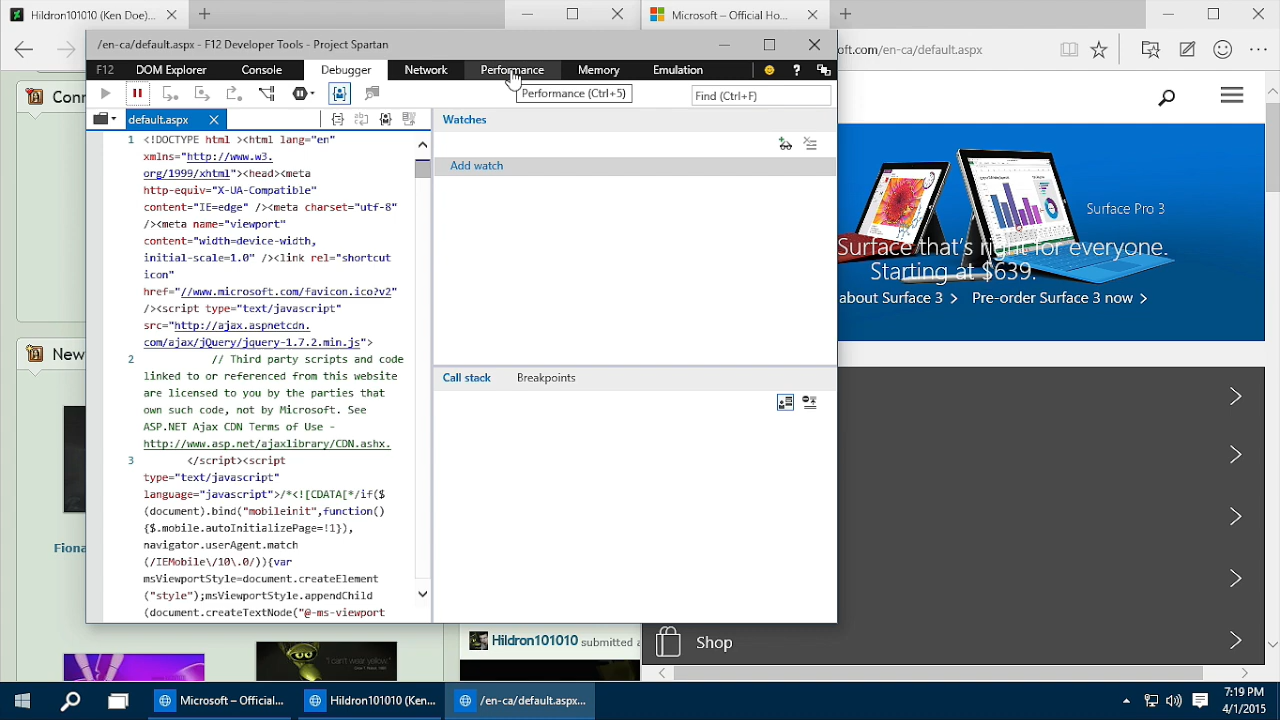 Hildron101010 (Ken Doe)...
Microsoft – Official Ho...
/en-ca/default.aspx - F12 Developer Tools - Project Spartan
oft.com/en-ca/default.aspx
F12 DOM Explorer Console Debugger Network Performance Memory Emulation ?
Performance (Ctrl+5)
Find (Ctrl+F)
default.aspx
Watches
Add watch
Call stack Breakpoints
1 <!DOCTYPE html ><html lang="en"
xmlns="http://www.w3.
org/1999/xhtml"><head><meta
http-equiv="X-UA-Compatible"
content="IE=edge" /><meta charset="utf-8"
/><meta name="viewport"
content="width=device-width,
initial-scale=1.0" /><link rel="shortcut
icon"
href="//www.microsoft.com/favicon.ico?v2"
/><script type="text/javascript"
src="http://ajax.aspnetcdn.
com/ajax/jQuery/jquery-1.7.2.min.js">
2 // Third party scripts and code
linked to or referenced from this website
are licensed to you by the parties that
own such code, not by Microsoft. See
ASP.NET Ajax CDN Terms of Use -
http://www.asp.net/ajaxlibrary/CDN.ashx.
3 </script><script
type="text/javascript"
language="javascript">/*<![CDATA[*/if($
(document).bind("mobileinit",function()
{$.mobile.autoInitializePage=!1}),
navigator.userAgent.match
(/IEMobile\/10\.0/)){var
msViewportStyle=document.createElement
("style");msViewportStyle.appendChild
(document.createTextNode("@-ms-viewport
Conn
New
Fiona
Surface Pro 3
Surface that's right for everyone.
Starting at $639.
about Surface 3 Pre-order Surface 3 now
Shop
Hildron101010 submitted a
I can't wear yellow.
Microsoft – Official...
Hildron101010 (Ken...
/en-ca/default.aspx...
7:19 PM
4/1/2015